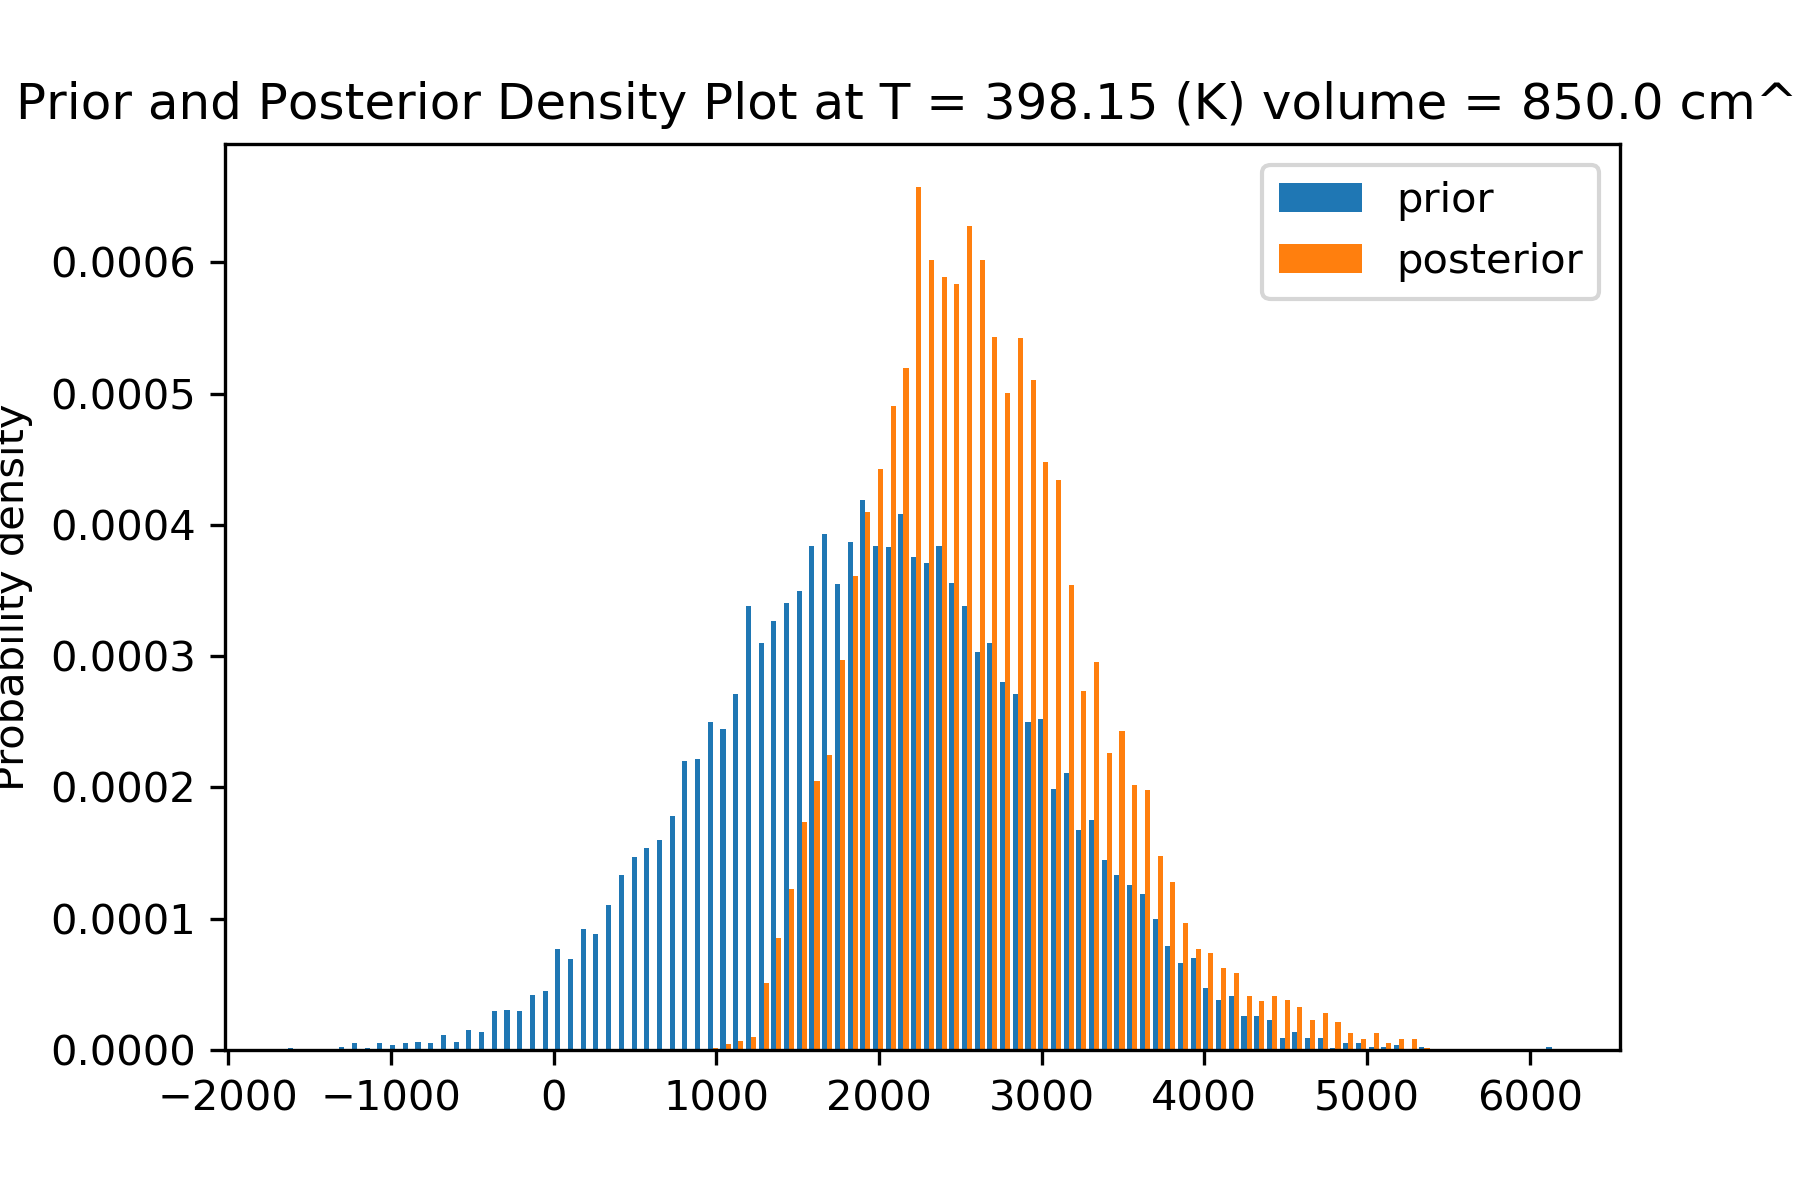 Prior and Posterior Density Plot at T = 398.15 (K) volume = 850.0 cm^
prior
posterior
Probability density
0.0006
0.0005
0.0004
0.0003
0.0002
0.0001
0.0000
−2000 −1000 0 1000 2000 3000 4000 5000 6000